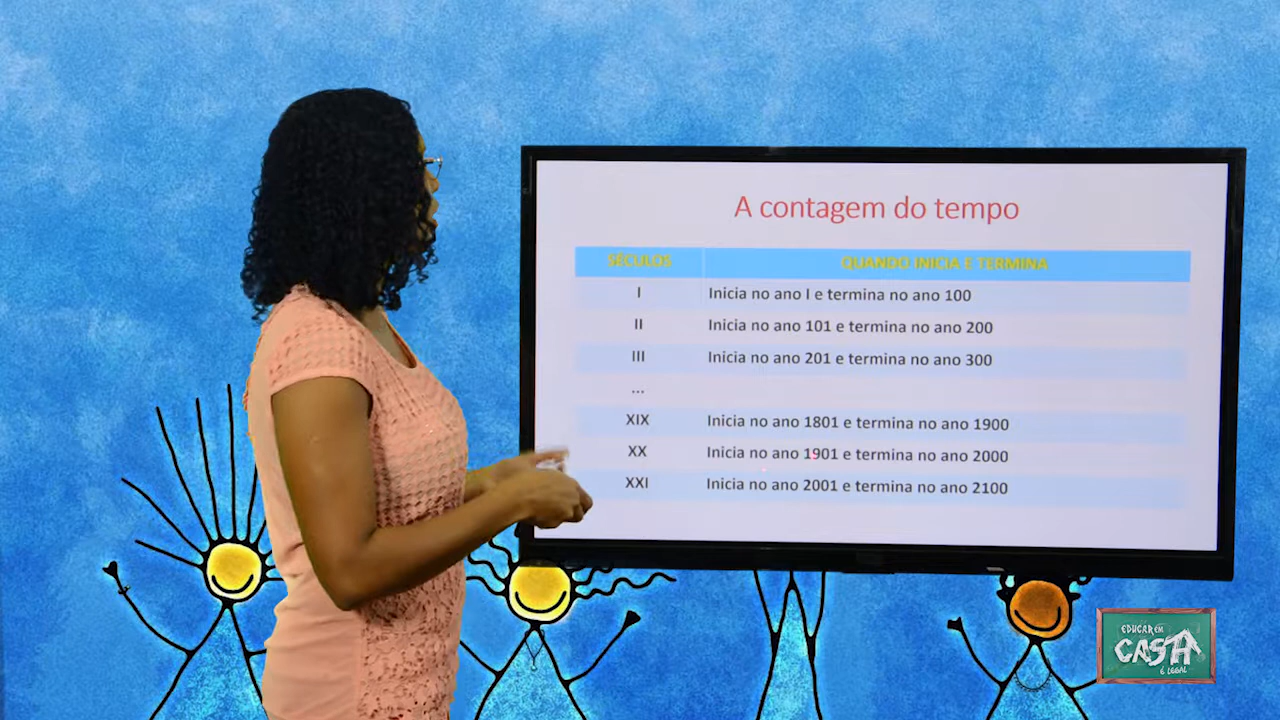 A contagem do tempo
SÉCULOS QUANDO INICIA E TERMINA
I Inicia no ano I e termina no ano 100
II Inicia no ano 101 e termina no ano 200
III Inicia no ano 201 e termina no ano 300
...
XIX Inicia no ano 1801 e termina no ano 1900
XX Inicia no ano 1901 e termina no ano 2000
XXI Inicia no ano 2001 e termina no ano 2100
EDUCAR EM
CASA
É LEGAL